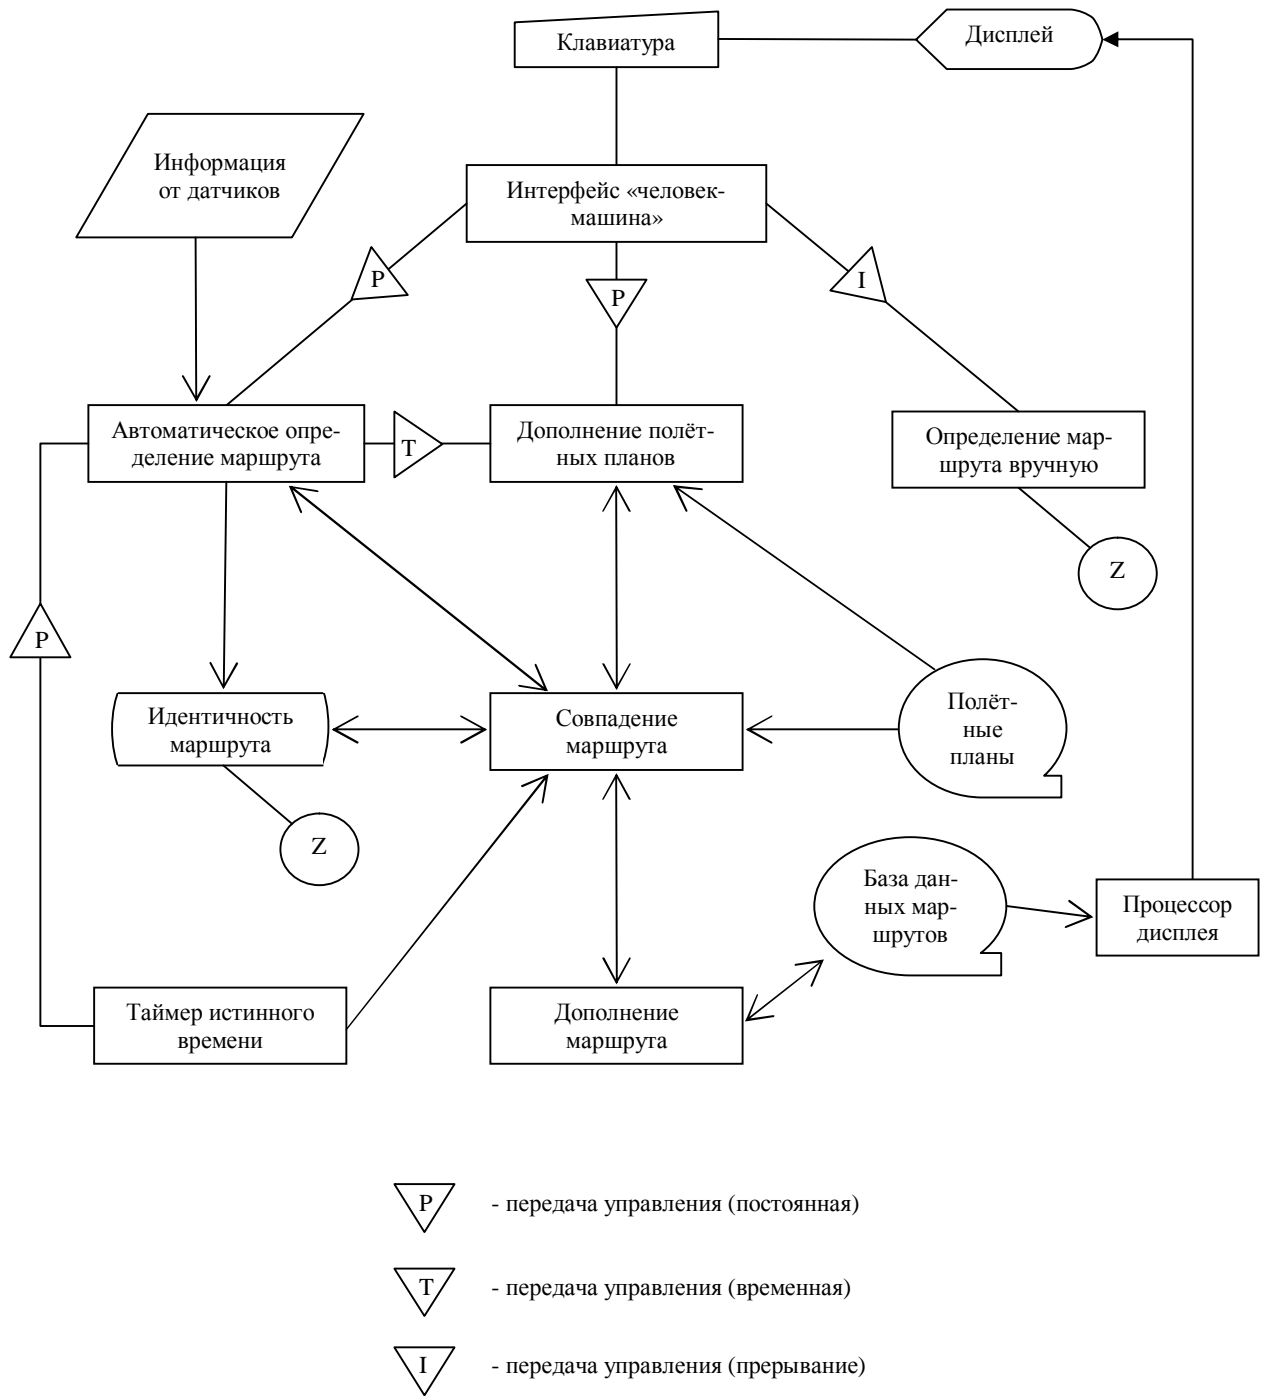 Клавиатура
Дисплей
Информация
от датчиков
Интерфейс «человек-
машина»
P
P
I
Автоматическое опре-
деление маршрута
T
Дополнение полёт-
ных планов
Определение мар-
шрута вручную
Z
P
Идентичность
маршрута
Совпадение
маршрута
Полёт-
ные
планы
Z
База дан-
ных мар-
шрутов
Процессор
дисплея
Таймер истинного
времени
Дополнение
маршрута
P - передача управления (постоянная)
T - передача управления (временная)
I - передача управления (прерывание)